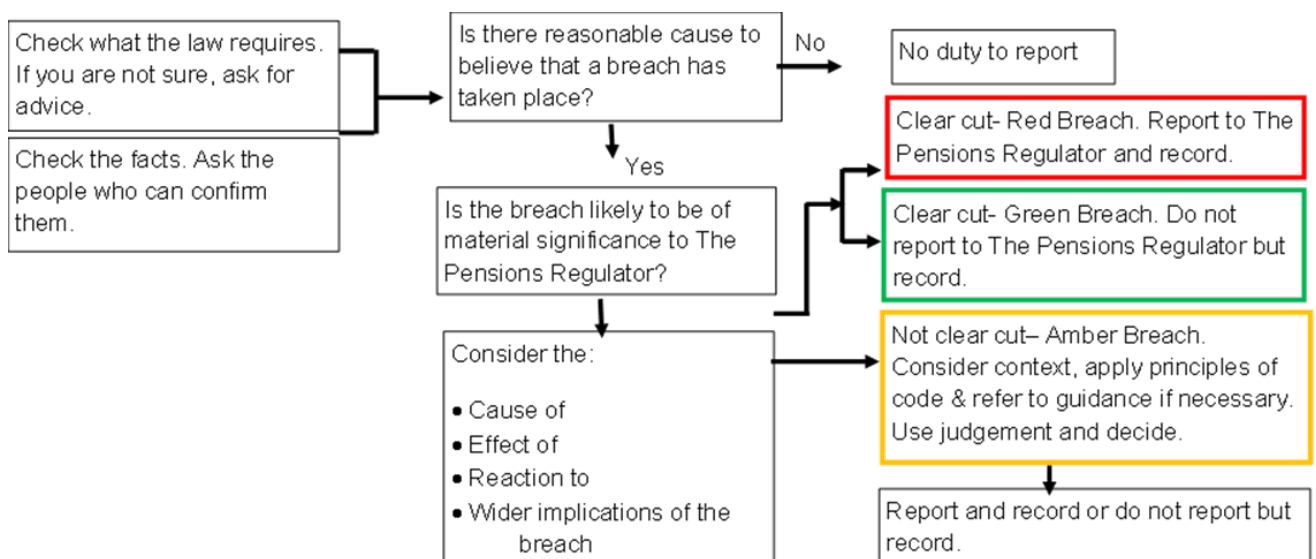 Check what the law requires.
If you are not sure, ask for
advice.
Check the facts. Ask the
people who can confirm
them.
Is there reasonable cause to
believe that a breach has
taken place?
No
No duty to report
Yes
Is the breach likely to be of
material significance to The
Pensions Regulator?
Clear cut- Red Breach. Report to The
Pensions Regulator and record.
Clear cut- Green Breach. Do not
report to The Pensions Regulator but
record.
Consider the:
• Cause of
• Effect of
• Reaction to
• Wider implications of the
breach
Not clear cut– Amber Breach.
Consider context, apply principles of
code & refer to guidance if necessary.
Use judgement and decide.
Report and record or do not report but
record.